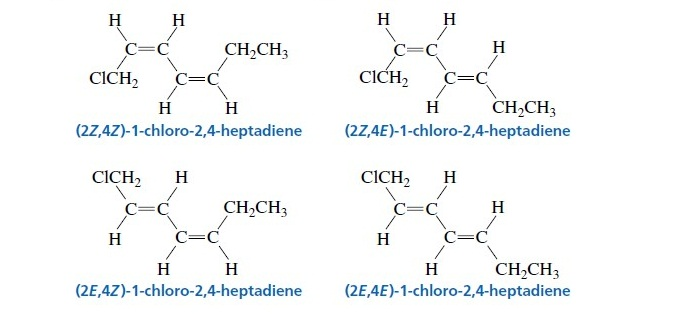 H H
C=C CH₂CH₃
ClCH₂ C=C
H H
(2Z,4Z)-1-chloro-2,4-heptadiene
H H
C=C H
ClCH₂ C=C
H CH₂CH₃
(2Z,4E)-1-chloro-2,4-heptadiene
ClCH₂ H
C=C CH₂CH₃
H C=C
H H
(2E,4Z)-1-chloro-2,4-heptadiene
ClCH₂ H
C=C H
H C=C
H CH₂CH₃
(2E,4E)-1-chloro-2,4-heptadiene